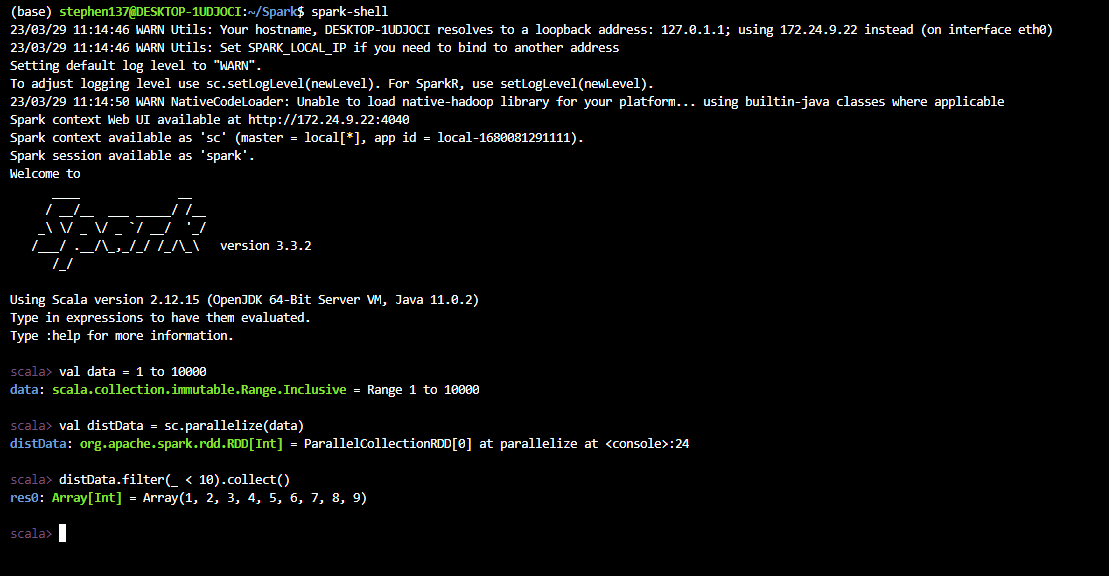 (base) stephen137@DESKTOP-1UDJOCI:~/Spark$ spark-shell
23/03/29 11:14:46 WARN Utils: Your hostname, DESKTOP-1UDJOCI resolves to a loopback address: 127.0.1.1; using 172.24.9.22 instead (on interface eth0)
23/03/29 11:14:46 WARN Utils: Set SPARK_LOCAL_IP if you need to bind to another address
Setting default log level to "WARN".
To adjust logging level use sc.setLogLevel(newLevel). For SparkR, use setLogLevel(newLevel).
23/03/29 11:14:50 WARN NativeCodeLoader: Unable to load native-hadoop library for your platform... using builtin-java classes where applicable
Spark context Web UI available at http://172.24.9.22:4040
Spark context available as 'sc' (master = local[*], app id = local-1680081291111).
Spark session available as 'spark'.
Welcome to
      ____              __
     / __/__  ___ _____/ /__
    _\ \/ _ \/ _ `/ __/  '_/
   /___/ .__/\_,_/_/ /_/\_\   version 3.3.2
      /_/
Using Scala version 2.12.15 (OpenJDK 64-Bit Server VM, Java 11.0.2)
Type in expressions to have them evaluated.
Type :help for more information.
scala> val data = 1 to 10000
data: scala.collection.immutable.Range.Inclusive = Range 1 to 10000
scala> val distData = sc.parallelize(data)
distData: org.apache.spark.rdd.RDD[Int] = ParallelCollectionRDD[0] at parallelize at <console>:24
scala> distData.filter(_ < 10).collect()
res0: Array[Int] = Array(1, 2, 3, 4, 5, 6, 7, 8, 9)
scala>